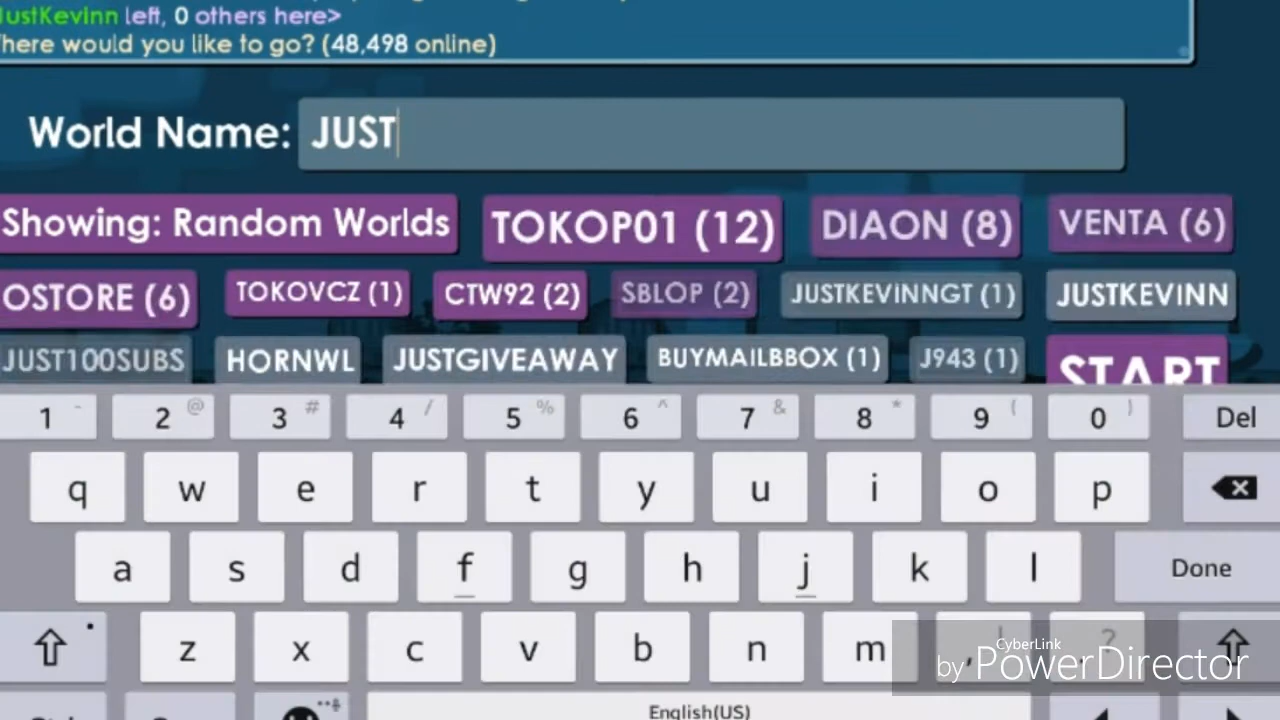 JustKevinn left, 0 others here>
here would you like to go? (48,498 online)
World Name: JUST
Showing: Random Worlds TOKOP01 (12) DIAON (8) VENTA (6)
OSTORE (6) TOKOVCZ (1) CTW92 (2) SBLOP (2) JUSTKEVINNGT (1) JUSTKEVINN
JUST100SUBS HORNWL JUSTGIVEAWAY BUYMAILBBOX (1) J943 (1) START
1 - 2 @ 3 # 4 / 5 % 6 ^ 7 & 8 * 9 ( 0 ) Del
q w e r t y u i o p
a s d f g h j k l Done
z x c v b n m , ! ?
CyberLink
by PowerDirector
English(US)